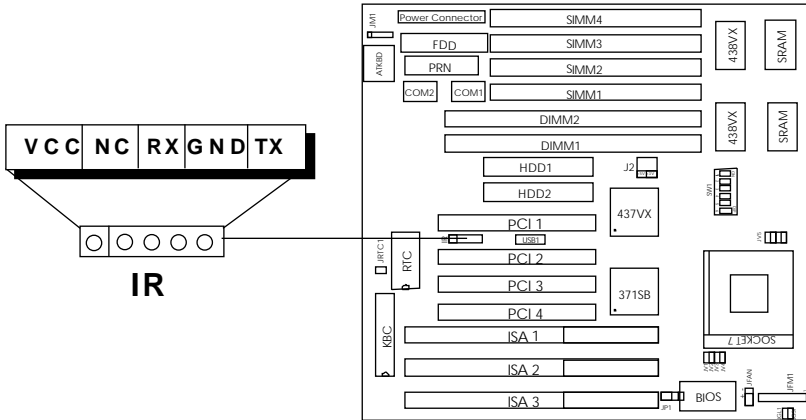 JM1
Power Connector
SIMM4
FDD
SIMM3
438VX
SRAM
ATKBD
PRN
SIMM2
COM2
COM1
SIMM1
DIMM2
438VX
SRAM
DIMM1
VCC NC RX GND TX
HDD1
J2
HDD2
SW1
437VX
PCI 1
IR
USB1
JV5
JRTC1
RTC
PCI 2
IR
PCI 3
371SB
PCI 4
SOCKET 7
KBC
ISA 1
ISA 2
JFAN
JFM1
ISA 3
JP1
BIOS